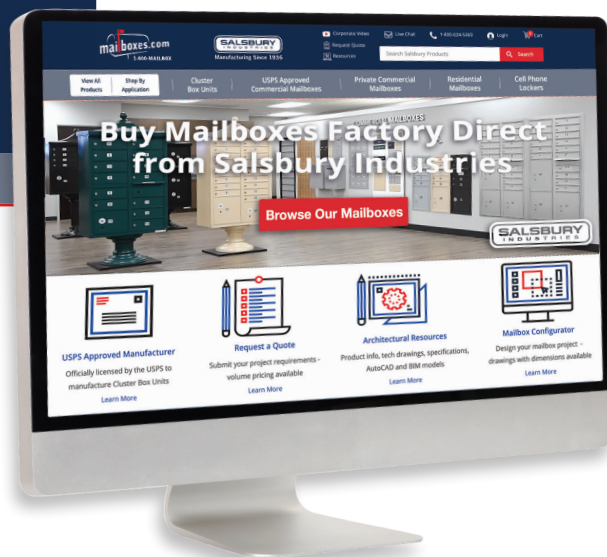 mailboxes.com
1-800-MAILBOX
SALSBURY
INDUSTRIES
Manufacturing Since 1936
Corporate Video
Live Chat
1-800-624-5269
Login
Cart
Request Quote
Resources
Search Salsbury Products
Search
View All
Products
Shop By
Application
Cluster
Box Units
USPS Approved
Commercial Mailboxes
Private Commercial
Mailboxes
Residential
Mailboxes
Cell Phone
Lockers
MAILBOXES
Buy Mailboxes Factory Direct
from Salsbury Industries
Browse Our Mailboxes
SALSBURY
INDUSTRIES
USPS Approved Manufacturer
Officially licensed by the USPS to
manufacture Cluster Box Units
Learn More
Request a Quote
Submit your project requirements -
volume pricing available
Learn More
Architectural Resources
Product info, tech drawings, specifications,
AutoCAD and BIM models
Learn More
Mailbox Configurator
Design your mailbox project -
drawings with dimensions available
Learn More